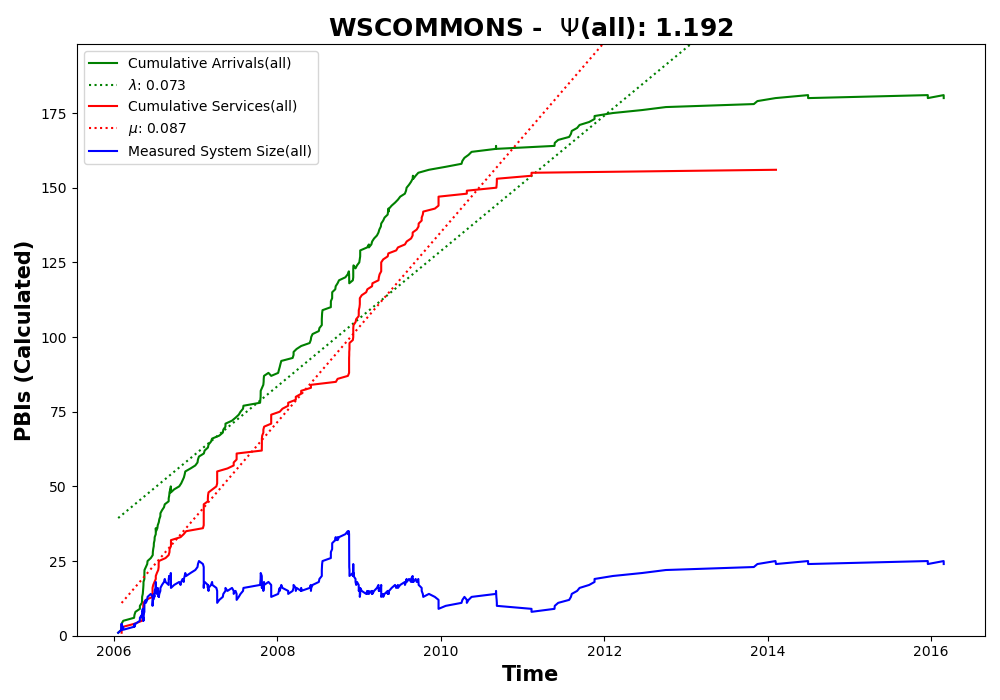 WSCOMMONS - Ψ(all): 1.192
Cumulative Arrivals(all)
λ: 0.073
Cumulative Services(all)
μ: 0.087
Measured System Size(all)
PBIs (Calculated)
175
150
125
100
75
50
25
0
2006 2008 2010 2012 2014 2016
Time